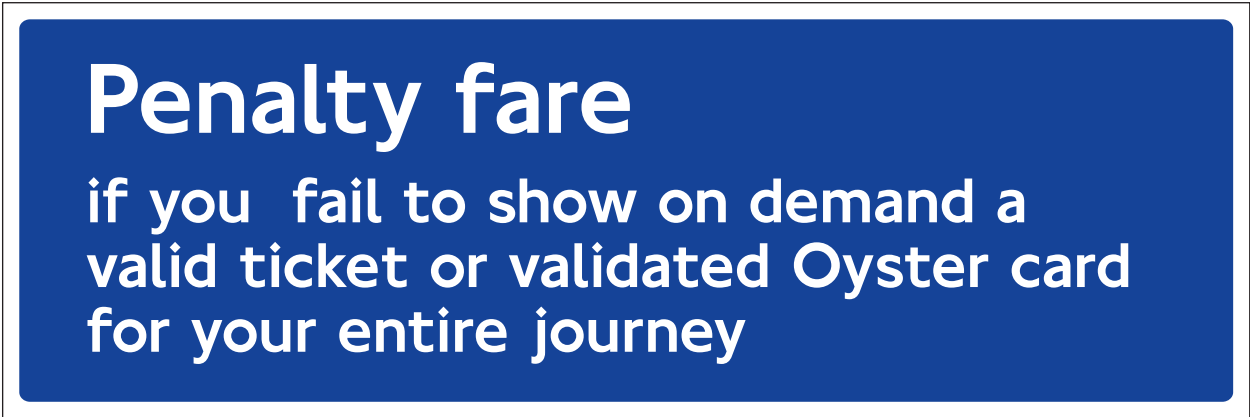 Penalty fare
if you  fail to show on demand a
valid ticket or validated Oyster card
for your entire journey